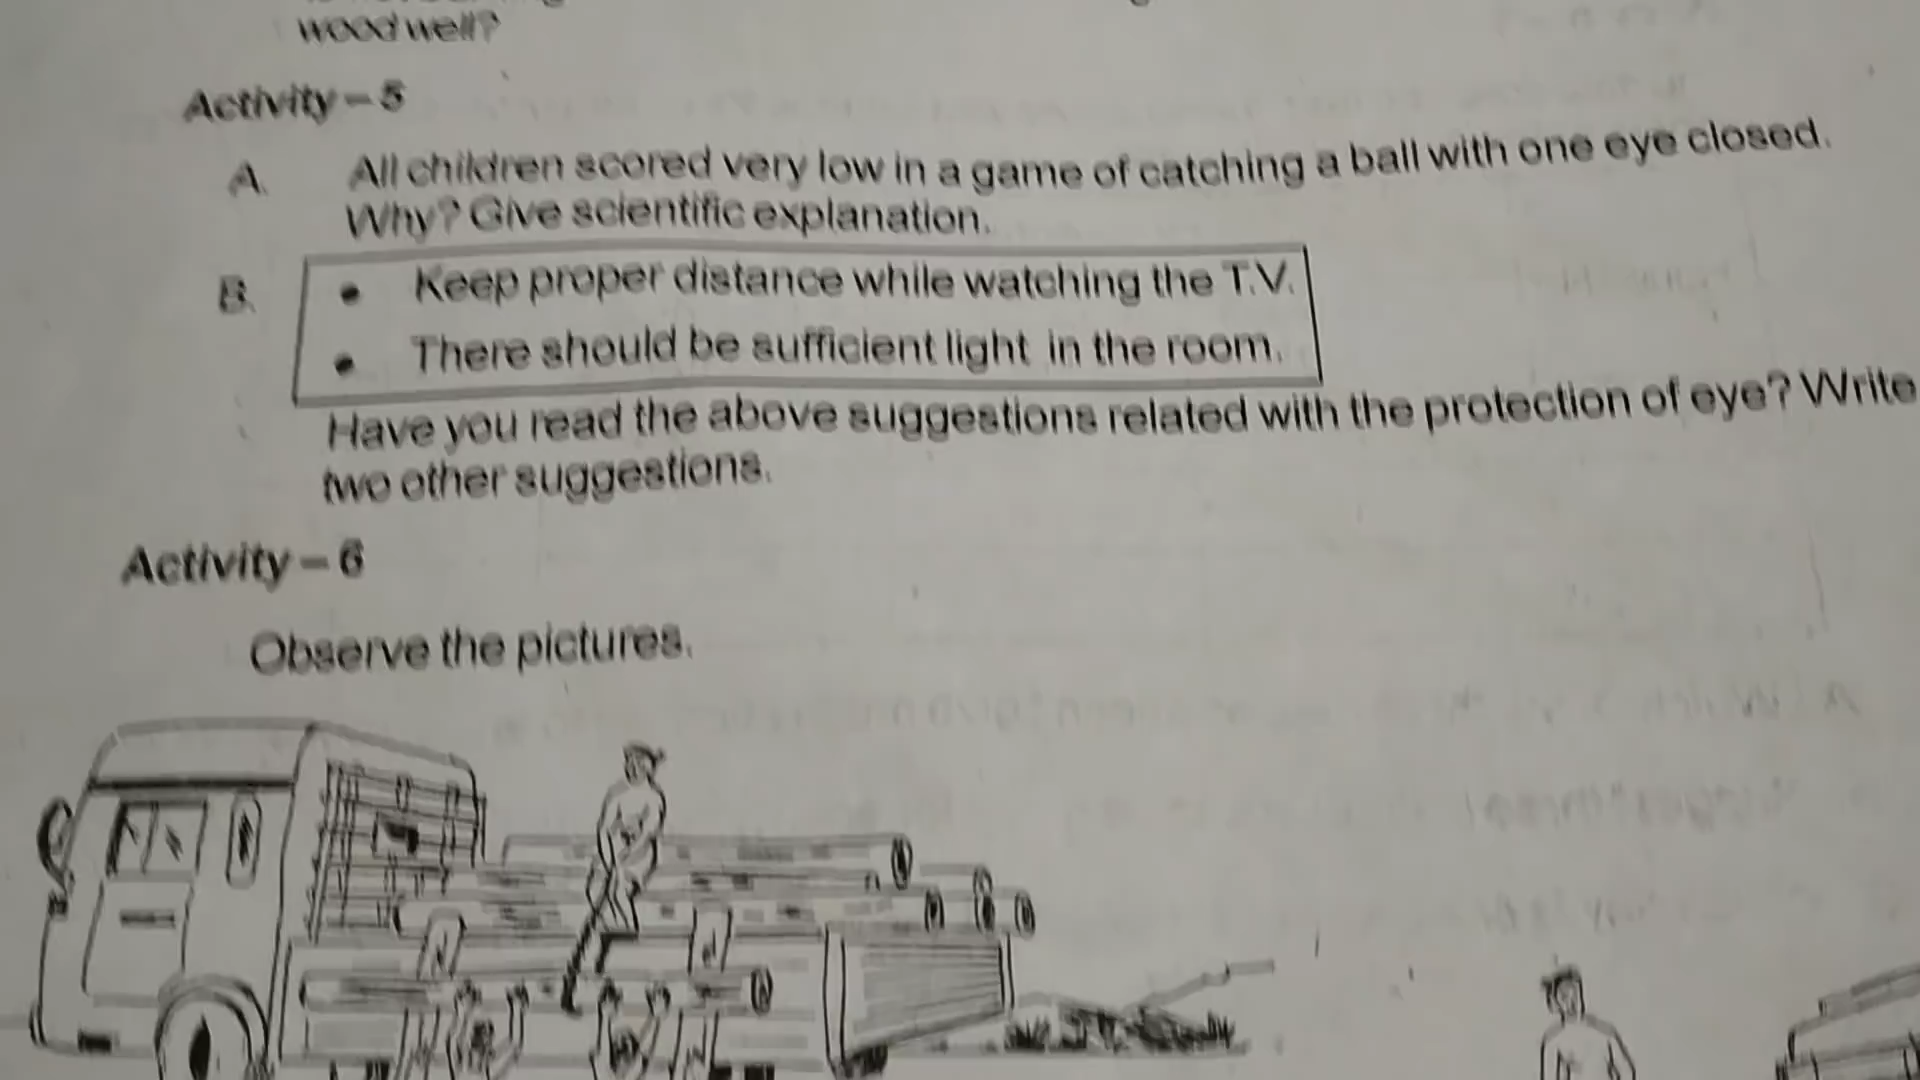 wood well?
Activity – 5
A. All children scored very low in a game of catching a ball with one eye closed.
Why? Give scientific explanation.
B. • Keep proper distance while watching the T.V.
• There should be sufficient light in the room.
Have you read the above suggestions related with the protection of eye? Write
two other suggestions.
Activity – 6
Observe the pictures.